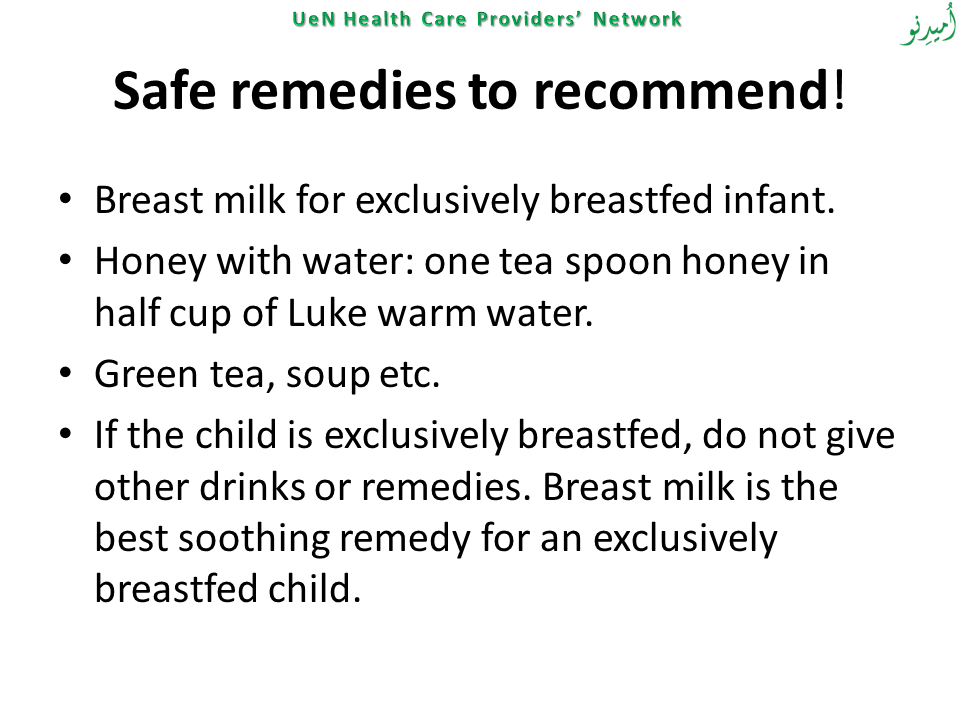 UeN Health Care Providers’ Network
اُمیدِنو
Safe remedies to recommend!
• Breast milk for exclusively breastfed infant.
• Honey with water: one tea spoon honey in
half cup of Luke warm water.
• Green tea, soup etc.
• If the child is exclusively breastfed, do not give
other drinks or remedies. Breast milk is the
best soothing remedy for an exclusively
breastfed child.